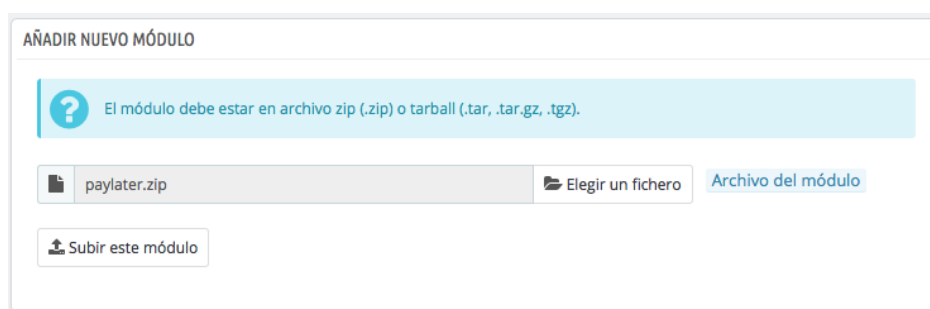 AÑADIR NUEVO MÓDULO
El módulo debe estar en archivo zip (.zip) o tarball (.tar, .tar.gz, .tgz).
paylater.zip Elegir un fichero Archivo del módulo
Subir este módulo